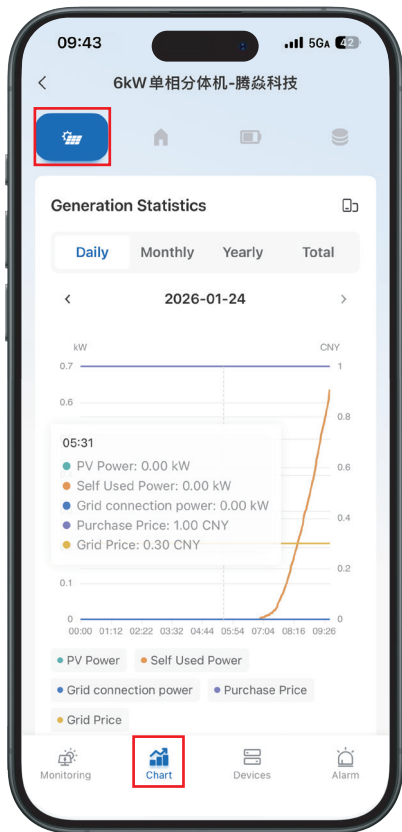 09:43
5GA 42
6kW单相分体机-腾焱科技
Generation Statistics
Daily Monthly Yearly Total
2026-01-24
kW CNY
0.7 1
0.6
0.8
05:31
PV Power: 0.00 kW
Self Used Power: 0.00 kW
0.6
Grid connection power: 0.00 kW
Purchase Price: 1.00 CNY
0.4
Grid Price: 0.30 CNY
0.2
0.1
0 0
00:00 01:12 02:22 03:32 04:44 05:54 07:04 08:16 09:26
PV Power Self Used Power
Grid connection power Purchase Price
Grid Price
Monitoring Chart Devices Alarm